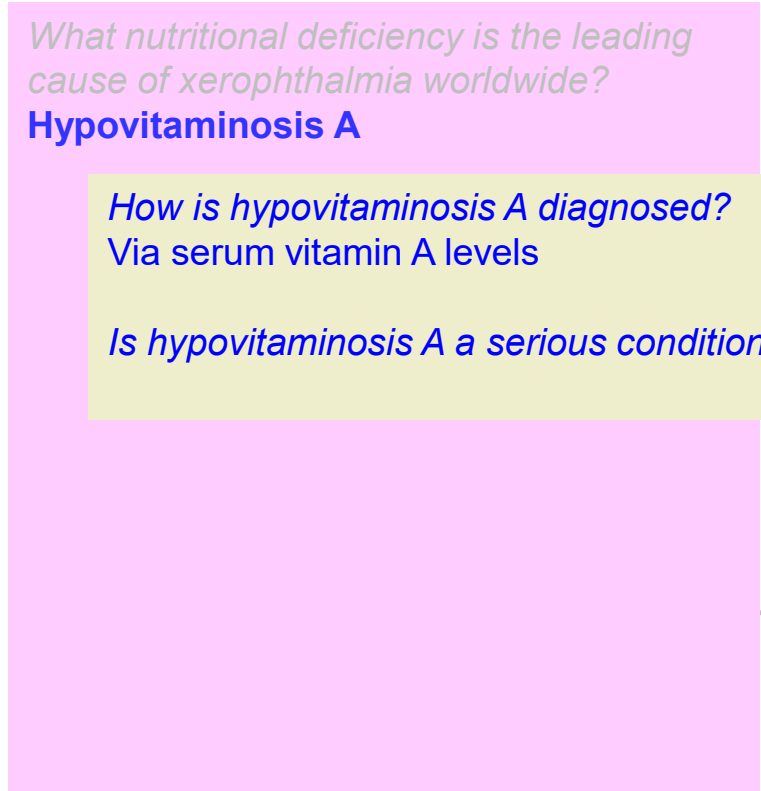 What nutritional deficiency is the leading
cause of xerophthalmia worldwide?
Hypovitaminosis A
How is hypovitaminosis A diagnosed?
Via serum vitamin A levels
Is hypovitaminosis A a serious condition